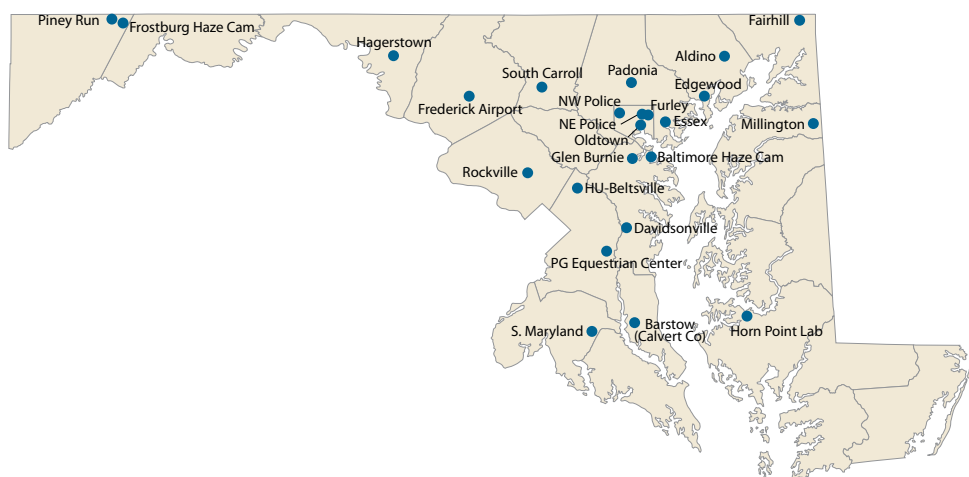 Piney Run
Frostburg Haze Cam
Fairhill
Hagerstown
Aldino
South Carroll
Padonia
Edgewood
Frederick Airport
NW Police
Furley
NE Police
Essex
Millington
Oldtown
Glen Burnie
Baltimore Haze Cam
Rockville
HU-Beltsville
Davidsonville
PG Equestrian Center
S. Maryland
Barstow
(Calvert Co)
Horn Point Lab